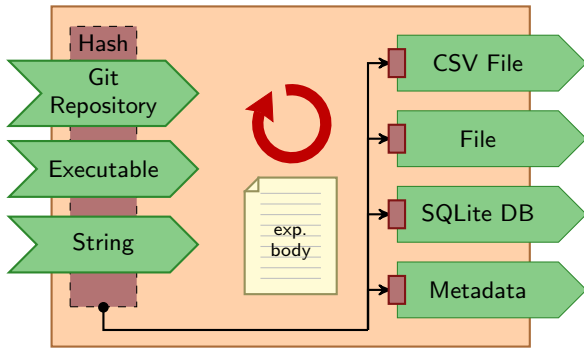 Hash
Git
Repository
Executable
String
exp.
body
CSV File
File
SQLite DB
Metadata